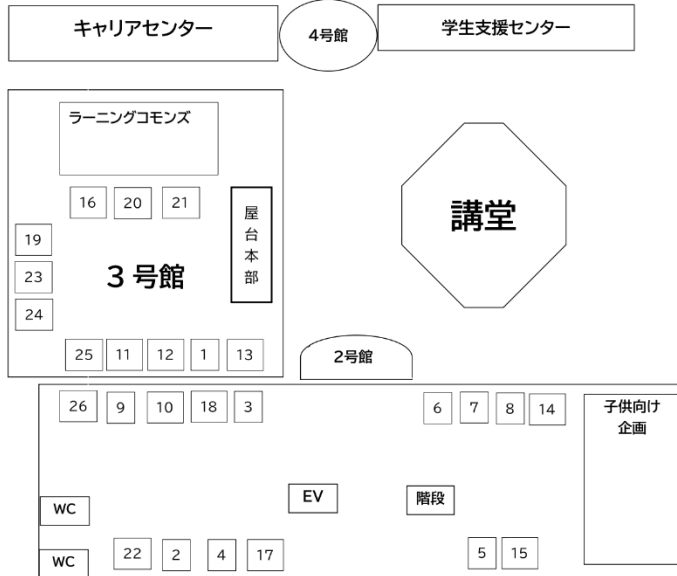 キャリアセンター
4号館
学生支援センター
ラーニングコモンズ
16 20 21
屋台本部
講堂
19
23
24
3号館
25 11 12 1 13
2号館
26 9 10 18 3
6 7 8 14
子供向け
企画
EV
階段
WC
WC
22 2 4 17
5 15